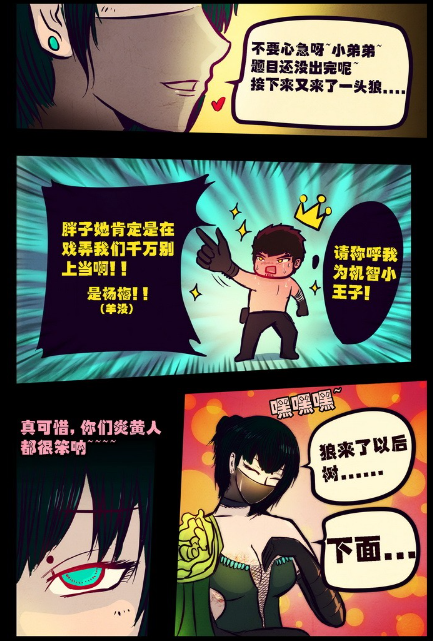 不要心急呀~小弟弟~
题目还没出完呢~
接下来又来了一头狼....
胖子她肯定是在
戏弄我们千万别
上当啊!!
是杨梅!!
(羊没)
请称呼我
为机智小
王子!
真可惜,你们炎黄人
都很笨呐~~~~
嘿嘿嘿~
狼来了以后
树......
下面...